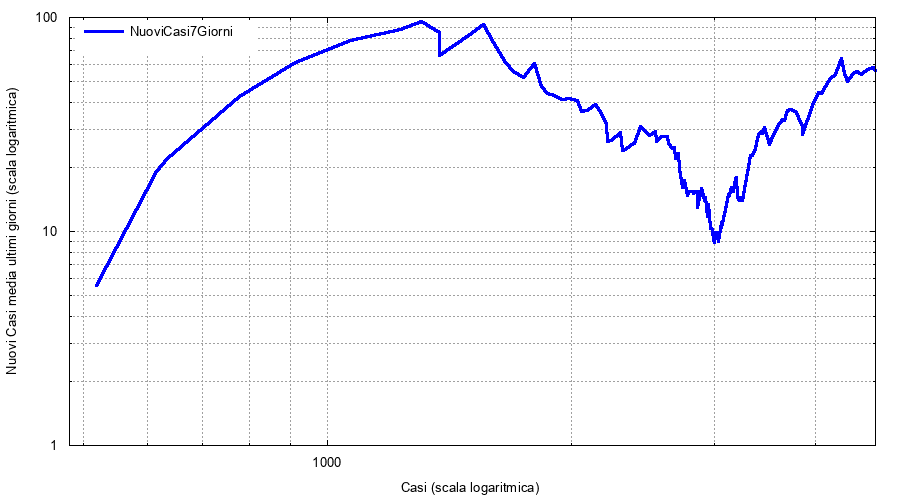 100
NuoviCasi7Giorni
10
1
Nuovi Casi media ultimi giorni (scala logaritmica)
1000
Casi (scala logaritmica)